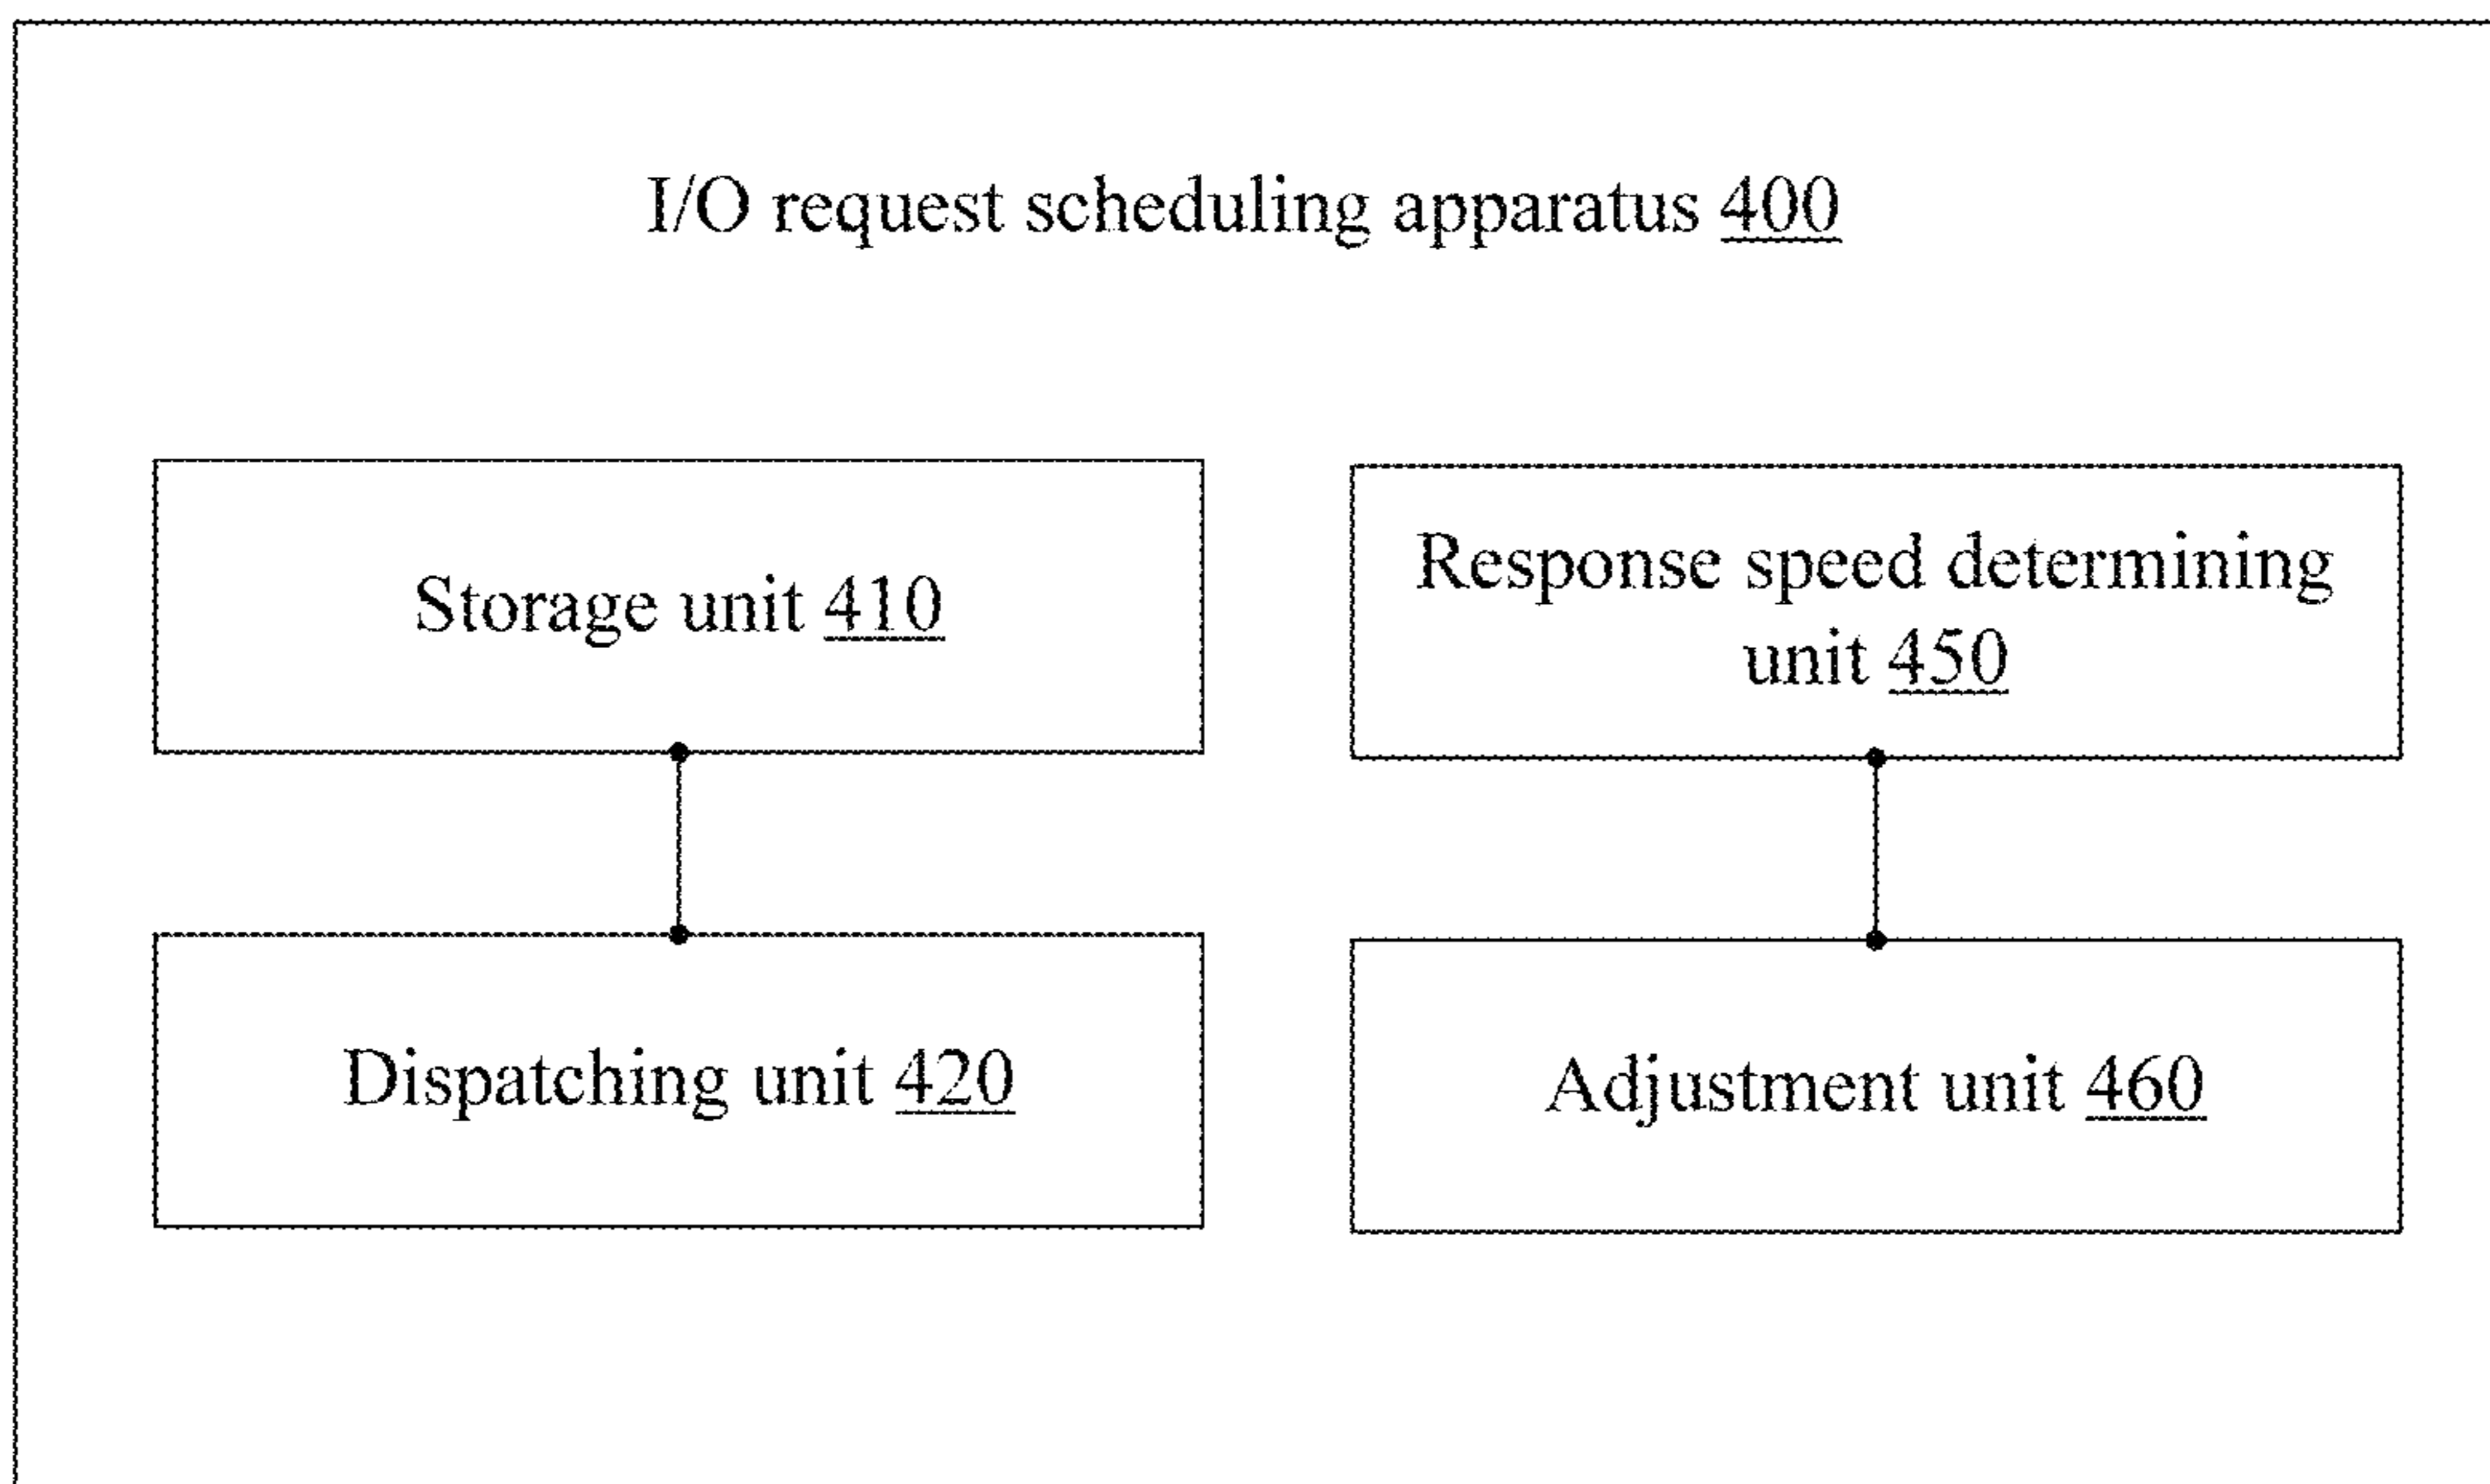 I/O request scheduling apparatus 400
Storage unit 410
Response speed determining
unit 450
Dispatching unit 420
Adjustment unit 460